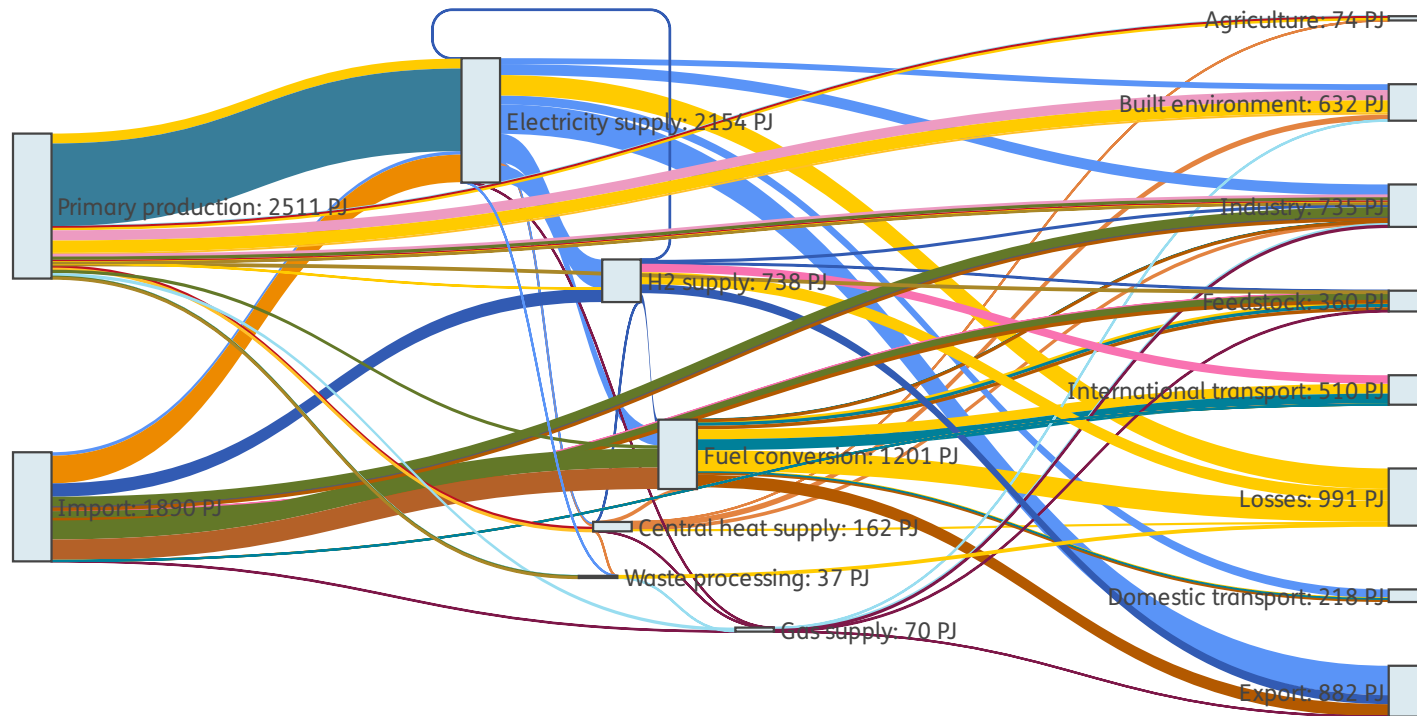 Agriculture: 74 PJ
Built environment: 632 PJ
Electricity supply: 2154 PJ
Primary production: 2511 PJ
Industry: 735 PJ
H2 supply: 738 PJ
Feedstock: 360 PJ
International transport: 510 PJ
Fuel conversion: 1201 PJ
Losses: 991 PJ
Import: 1890 PJ
Central heat supply: 162 PJ
Waste processing: 37 PJ
Domestic transport: 218 PJ
Gas supply: 70 PJ
Export: 882 PJ